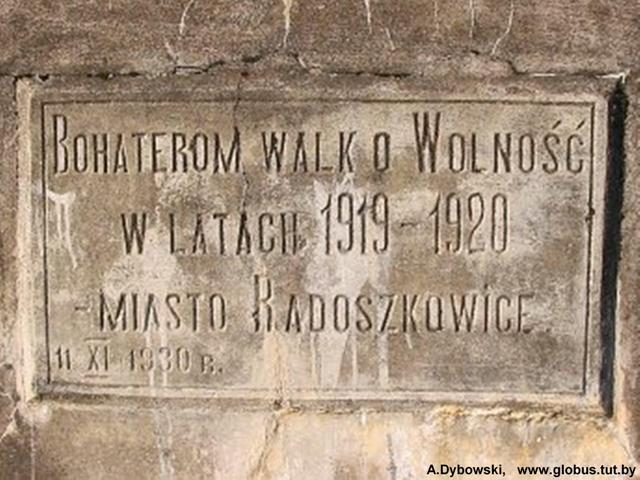 Bohaterom walk o Wolność
w latach 1919-1920
-miasto Radoszkowice
11 XI 1930 r.
A.Dybowski, www.globus.tut.by